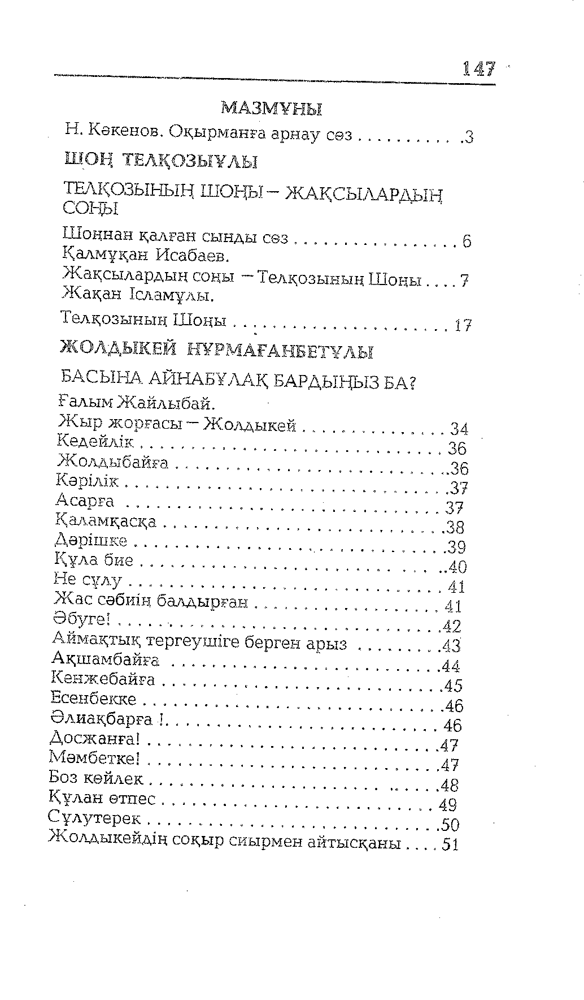 147
МАЗМҰНЫ
Н. Кәкенов. Оқырманға арнау сөз . . . . . . . . . . . .3
ШОҢ ТЕЛҚОЗЫҰЛЫ
ТЕЛҚОЗЫНЫҢ ШОҢЫ – ЖАҚСЫЛАРДЫҢ
СОҢЫ
Шоңнан қалған сынды сөз . . . . . . . . . . . . . . . . . 6
Қалмұқан Исабаев.
Жақсылардың соңы – Телқозының Шоңы . . . . 7
Жақан Ісламұлы.
Телқозының Шоңы . . . . . . . . . . . . . . . . . . . . . . 17
ЖОЛДЫКЕЙ НҰРМАҒАНБЕТҰЛЫ
БАСЫНА АЙНАБҰЛАҚ БАРДЫҢЫЗ БА?
Ғалым Жайлыбай.
Жыр жорғасы – Жолдыкей . . . . . . . . . . . . . . . 34
Кедейлік . . . . . . . . . . . . . . . . . . . . . . . . . . . . . . . 36
Жолдыбайға . . . . . . . . . . . . . . . . . . . . . . . . . . . ..36
Кәрілік . . . . . . . . . . . . . . . . . . . . . . . . . . . . . . . . .37
Асарға . . . . . . . . . . . . . . . . . . . . . . . . . . . . . . . . 37
Қаламқасқа . . . . . . . . . . . . . . . . . . . . . . . . . . . . .38
Дәрішке . . . . . . . . . . . . . . . . . . . . . . . . . . . . . . . .39
Құла бие . . . . . . . . . . . . . . . . . . . . . . . . . . . . . ..40
Не сұлу . . . . . . . . . . . . . . . . . . . . . . . . . . . . . . . . 41
Жас сәбиің балдырған . . . . . . . . . . . . . . . . . . . 41
Әбуге! . . . . . . . . . . . . . . . . . . . . . . . . . . . . . . . . .42
Аймақтық тергеушіге берген арыз . . . . . . . . .43
Ақшамбайға . . . . . . . . . . . . . . . . . . . . . . . . . . . .44
Кенжебайға . . . . . . . . . . . . . . . . . . . . . . . . . . . . .45
Есенбекке . . . . . . . . . . . . . . . . . . . . . . . . . . . . . . .46
Әлиақбарға !. . . . . . . . . . . . . . . . . . . . . . . . . . . . 46
Досжанға! . . . . . . . . . . . . . . . . . . . . . . . . . . . . . .47
Мәмбетке! . . . . . . . . . . . . . . . . . . . . . . . . . . . . . .47
Боз көйлек . . . . . . . . . . . . . . . . . . . . . . . . .. . . . .48
Құлан өтпес . . . . . . . . . . . . . . . . . . . . . . . . . . . . 49
Сұлутерек . . . . . . . . . . . . . . . . . . . . . . . . . . . . . .50
Жолдыкейдің соқыр сиырмен айтысқаны . . . . 51